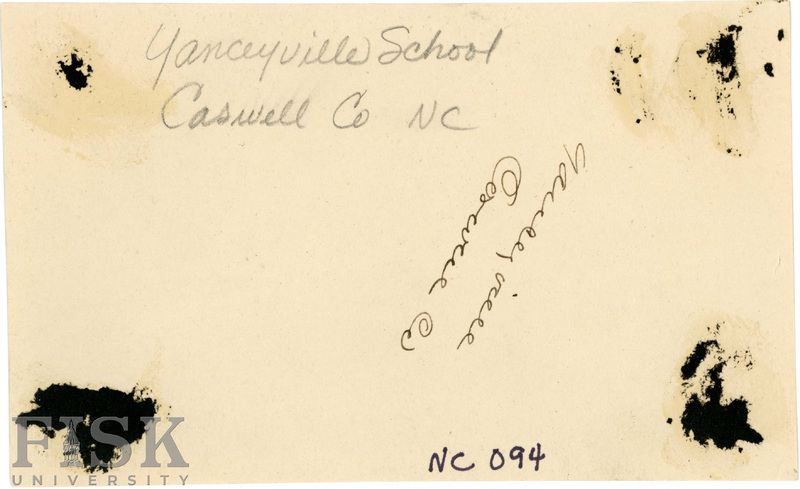 Yanceyville School
Caswell Co NC
Yanceyville
Caswell Co
NC 094
FISK
UNIVERSITY